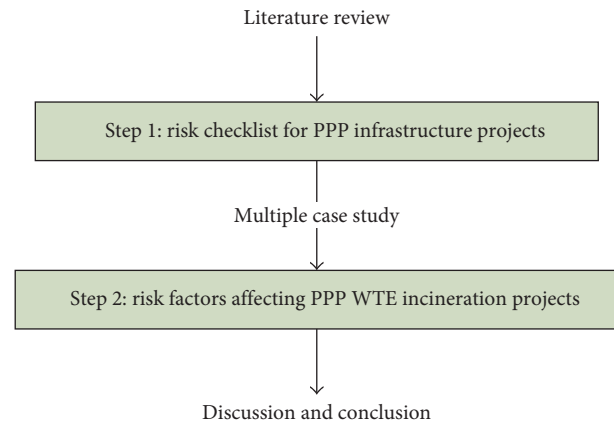 Literature review
Step 1: risk checklist for PPP infrastructure projects
Multiple case study
Step 2: risk factors affecting PPP WTE incineration projects
Discussion and conclusion